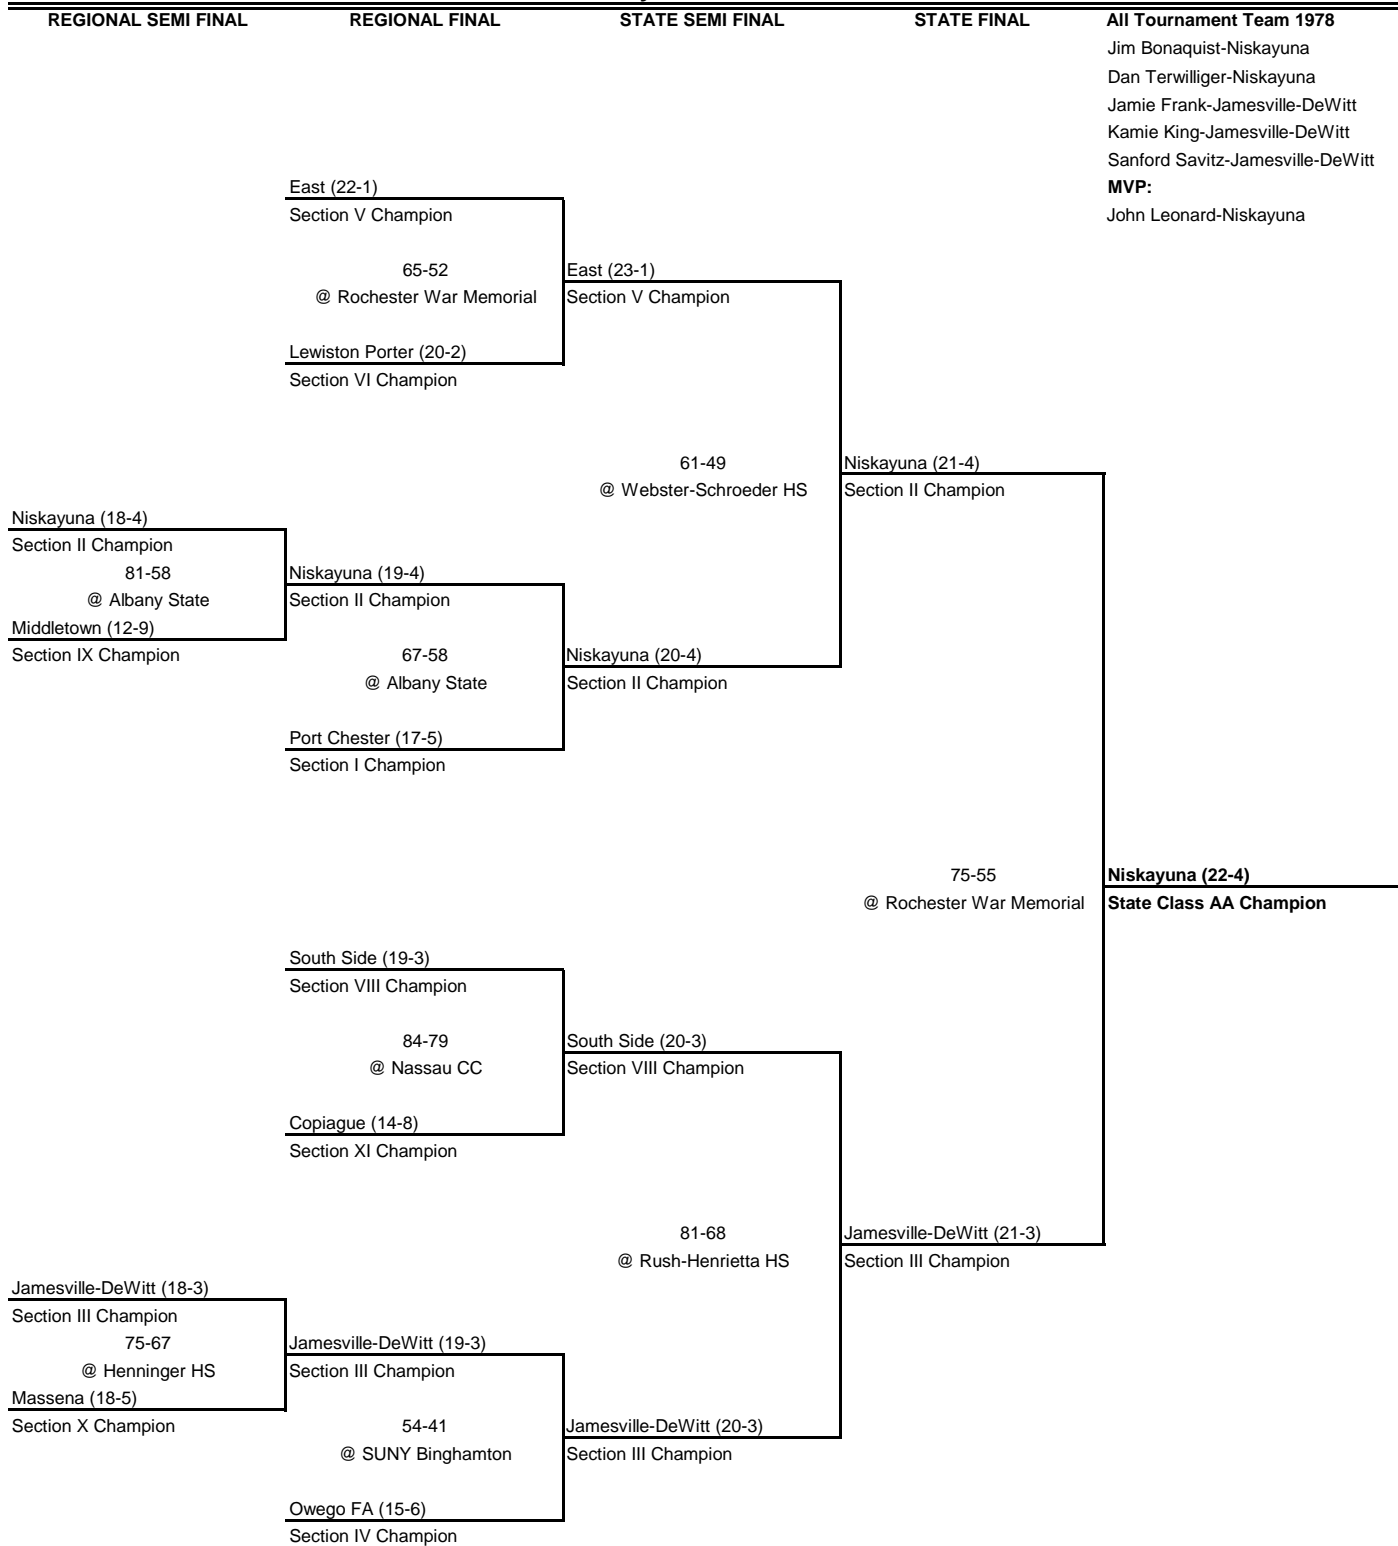 REGIONAL SEMI FINAL REGIONAL FINAL STATE SEMI FINAL STATE FINAL All Tournament Team 1978
Jim Bonaquist-Niskayuna
Dan Terwilliger-Niskayuna
Jamie Frank-Jamesville-DeWitt
Kamie King-Jamesville-DeWitt
Sanford Savitz-Jamesville-DeWitt
East (22-1) MVP:
Section V Champion John Leonard-Niskayuna
65-52 East (23-1)
@ Rochester War Memorial Section V Champion
Lewiston Porter (20-2)
Section VI Champion
61-49 Niskayuna (21-4)
@ Webster-Schroeder HS Section II Champion
Niskayuna (18-4)
Section II Champion
81-58 Niskayuna (19-4)
@ Albany State Section II Champion
Middletown (12-9)
Section IX Champion 67-58 Niskayuna (20-4)
@ Albany State Section II Champion
Port Chester (17-5)
Section I Champion
75-55 Niskayuna (22-4)
@ Rochester War Memorial State Class AA Champion
South Side (19-3)
Section VIII Champion
84-79 South Side (20-3)
@ Nassau CC Section VIII Champion
Copiague (14-8)
Section XI Champion
81-68 Jamesville-DeWitt (21-3)
@ Rush-Henrietta HS Section III Champion
Jamesville-DeWitt (18-3)
Section III Champion
75-67 Jamesville-DeWitt (19-3)
@ Henninger HS Section III Champion
Massena (18-5)
Section X Champion 54-41 Jamesville-DeWitt (20-3)
@ SUNY Binghamton Section III Champion
Owego FA (15-6)
Section IV Champion